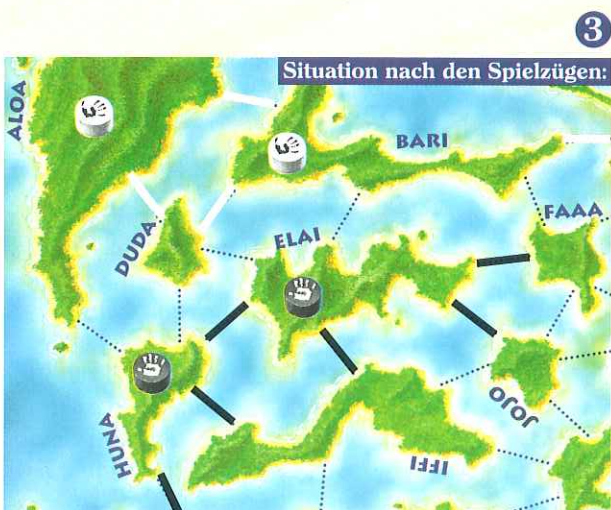 3
Situation nach den Spielzügen:
ALOA
BARI
FAAA
DUDA
ELAI
JOJO
HUNA
IFFI